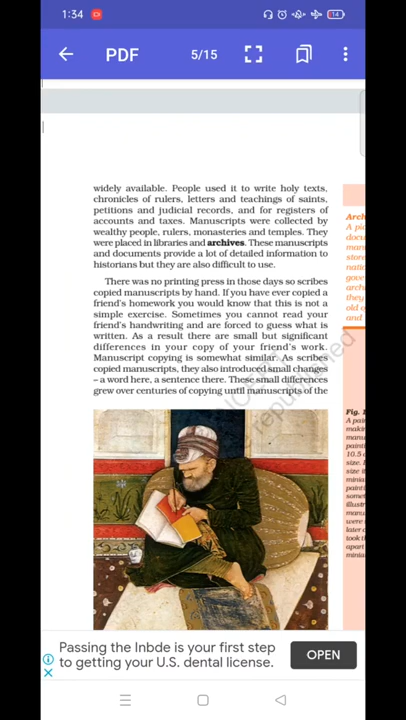 1:34
14
PDF
5/15
widely available. People used it to write holy texts,
chronicles of rulers, letters and teachings of saints,
petitions and judicial records, and for registers of
accounts and taxes. Manuscripts were collected by
wealthy people, rulers, monasteries and temples. They
were placed in libraries and archives. These manuscripts
and documents provide a lot of detailed information to
historians but they are also difficult to use.
There was no printing press in those days so scribes
copied manuscripts by hand. If you have ever copied a
friend's homework you would know that this is not a
simple exercise. Sometimes you cannot read your
friend's handwriting and are forced to guess what is
written. As a result there are small but significant
differences in your copy of your friend's work.
Manuscript copying is somewhat similar. As scribes
copied manuscripts, they also introduced small changes
– a word here, a sentence there. These small differences
grew over centuries of copying until manuscripts of the
republished
A
size.
were
later
took
apart
they
and
Passing the Inbde is your first step
to getting your U.S. dental license.
OPEN